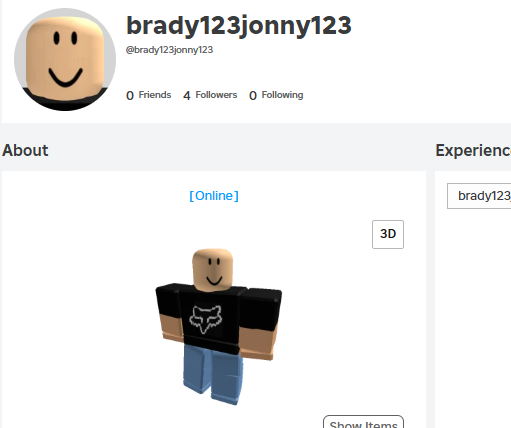 brady123jonny123
@brady123jonny123
0 Friends 4 Followers 0 Following
About
Experienc
[Online]
brady123
3D
Show Items